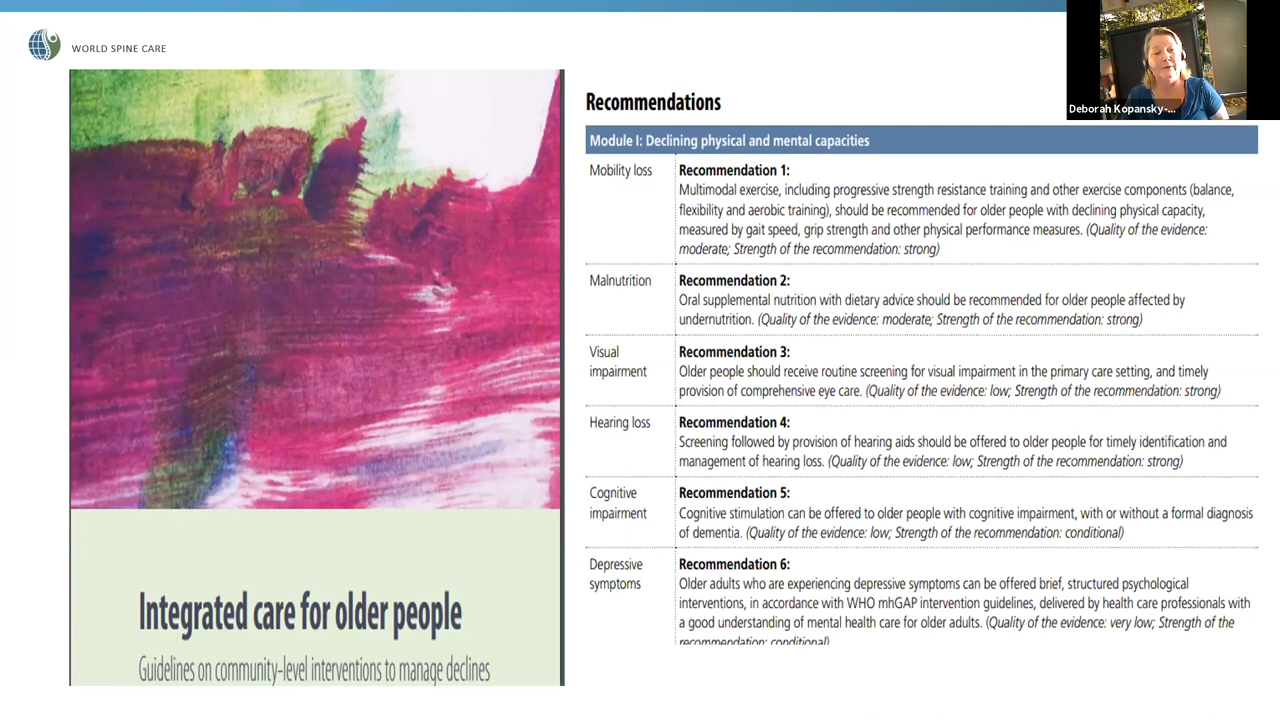 WORLD SPINE CARE
Deborah Kopansky-...
Recommendations
Module I: Declining physical and mental capacities
Mobility loss
Recommendation 1:
Multimodal exercise, including progressive strength resistance training and other exercise components (balance,
flexibility and aerobic training), should be recommended for older people with declining physical capacity,
measured by gait speed, grip strength and other physical performance measures. (Quality of the evidence:
moderate; Strength of the recommendation: strong)
Malnutrition
Recommendation 2:
Oral supplemental nutrition with dietary advice should be recommended for older people affected by
undernutrition. (Quality of the evidence: moderate; Strength of the recommendation: strong)
Visual
impairment
Recommendation 3:
Older people should receive routine screening for visual impairment in the primary care setting, and timely
provision of comprehensive eye care. (Quality of the evidence: low; Strength of the recommendation: strong)
Hearing loss
Recommendation 4:
Screening followed by provision of hearing aids should be offered to older people for timely identification and
management of hearing loss. (Quality of the evidence: low; Strength of the recommendation: strong)
Cognitive
impairment
Recommendation 5:
Cognitive stimulation can be offered to older people with cognitive impairment, with or without a formal diagnosis
of dementia. (Quality of the evidence: low; Strength of the recommendation: conditional)
Depressive
symptoms
Recommendation 6:
Older adults who are experiencing depressive symptoms can be offered brief, structured psychological
interventions, in accordance with WHO mhGAP intervention guidelines, delivered by health care professionals with
a good understanding of mental health care for older adults. (Quality of the evidence: very low; Strength of the
recommendation: conditional)
Integrated care for older people
Guidelines on community-level interventions to manage declines